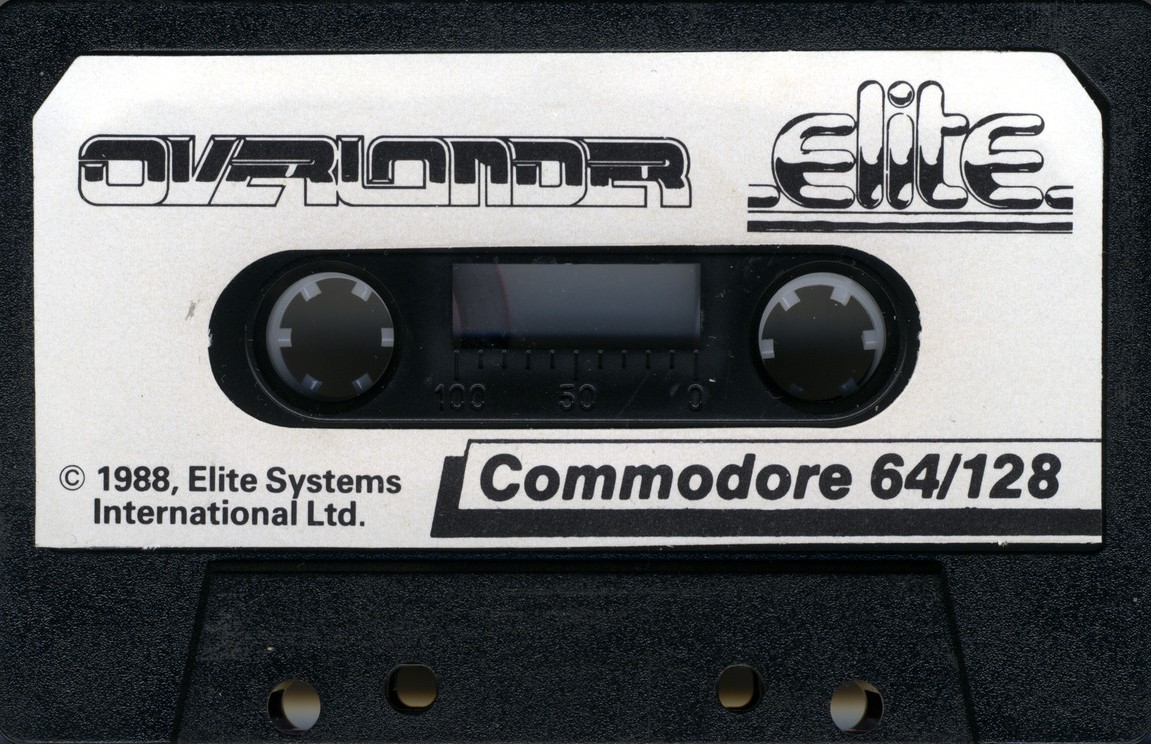 OVERLANDER
elite
100 50 0
© 1988, Elite Systems
International Ltd.
Commodore 64/128